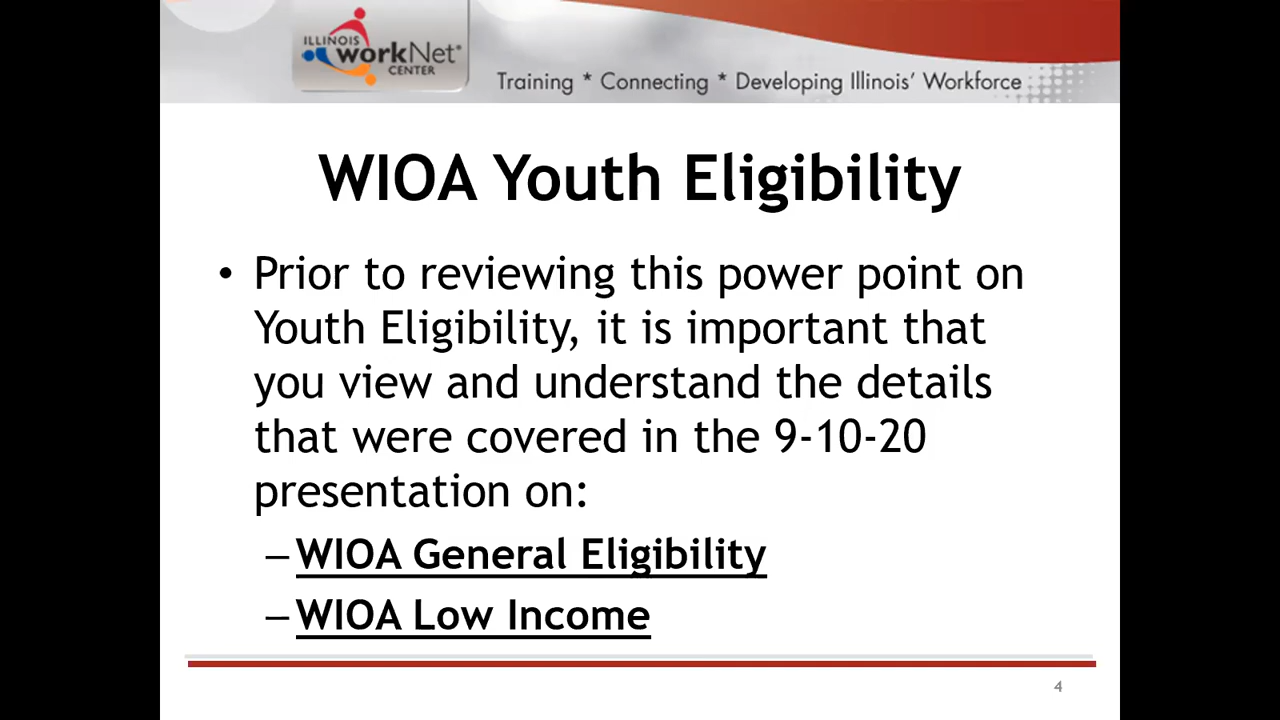 ILLINOIS
workNet®
CENTER
Training * Connecting * Developing Illinois’ Workforce
WIOA Youth Eligibility
• Prior to reviewing this power point on
Youth Eligibility, it is important that
you view and understand the details
that were covered in the 9-10-20
presentation on:
–WIOA General Eligibility
–WIOA Low Income
4